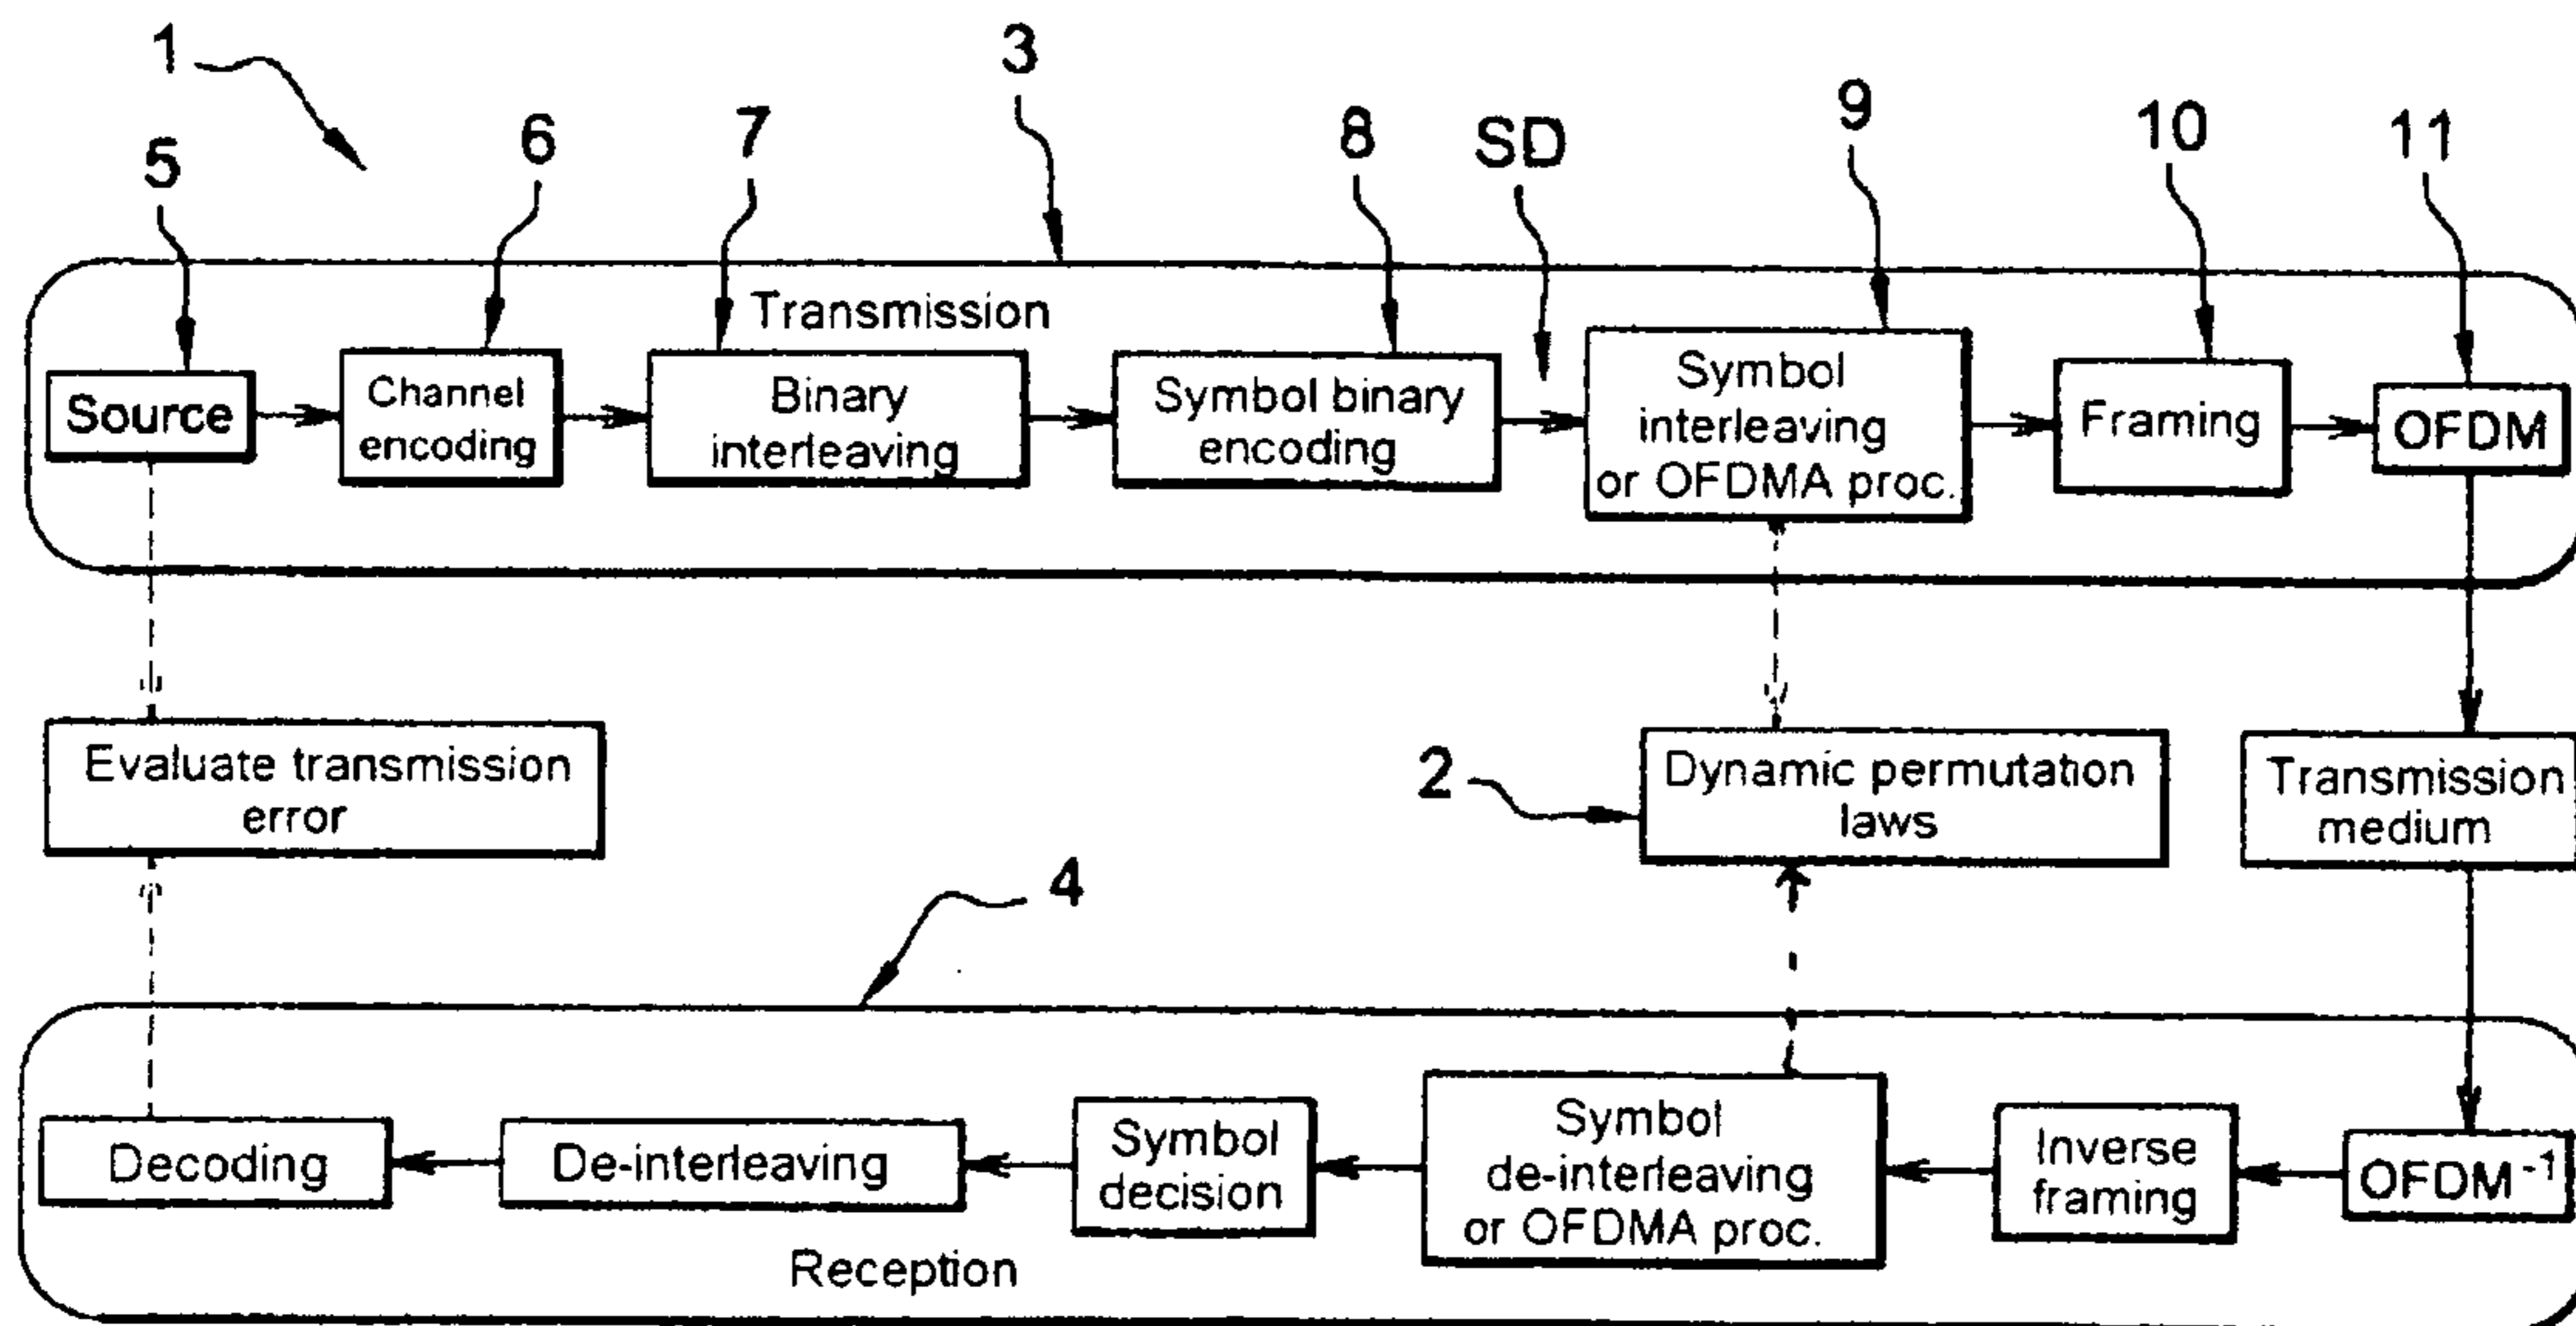 1
3
5
6
7
8
SD
9
10
11
Transmission
Source
Channel
encoding
Binary
interleaving
Symbol binary
encoding
Symbol
interleaving
or OFDMA proc.
Framing
OFDM
Evaluate transmission
error
2
Dynamic permutation
laws
Transmission
medium
4
Decoding
De-interleaving
Symbol
decision
Symbol
de-interleaving
or OFDMA proc.
Inverse
framing
OFDM⁻¹
Reception